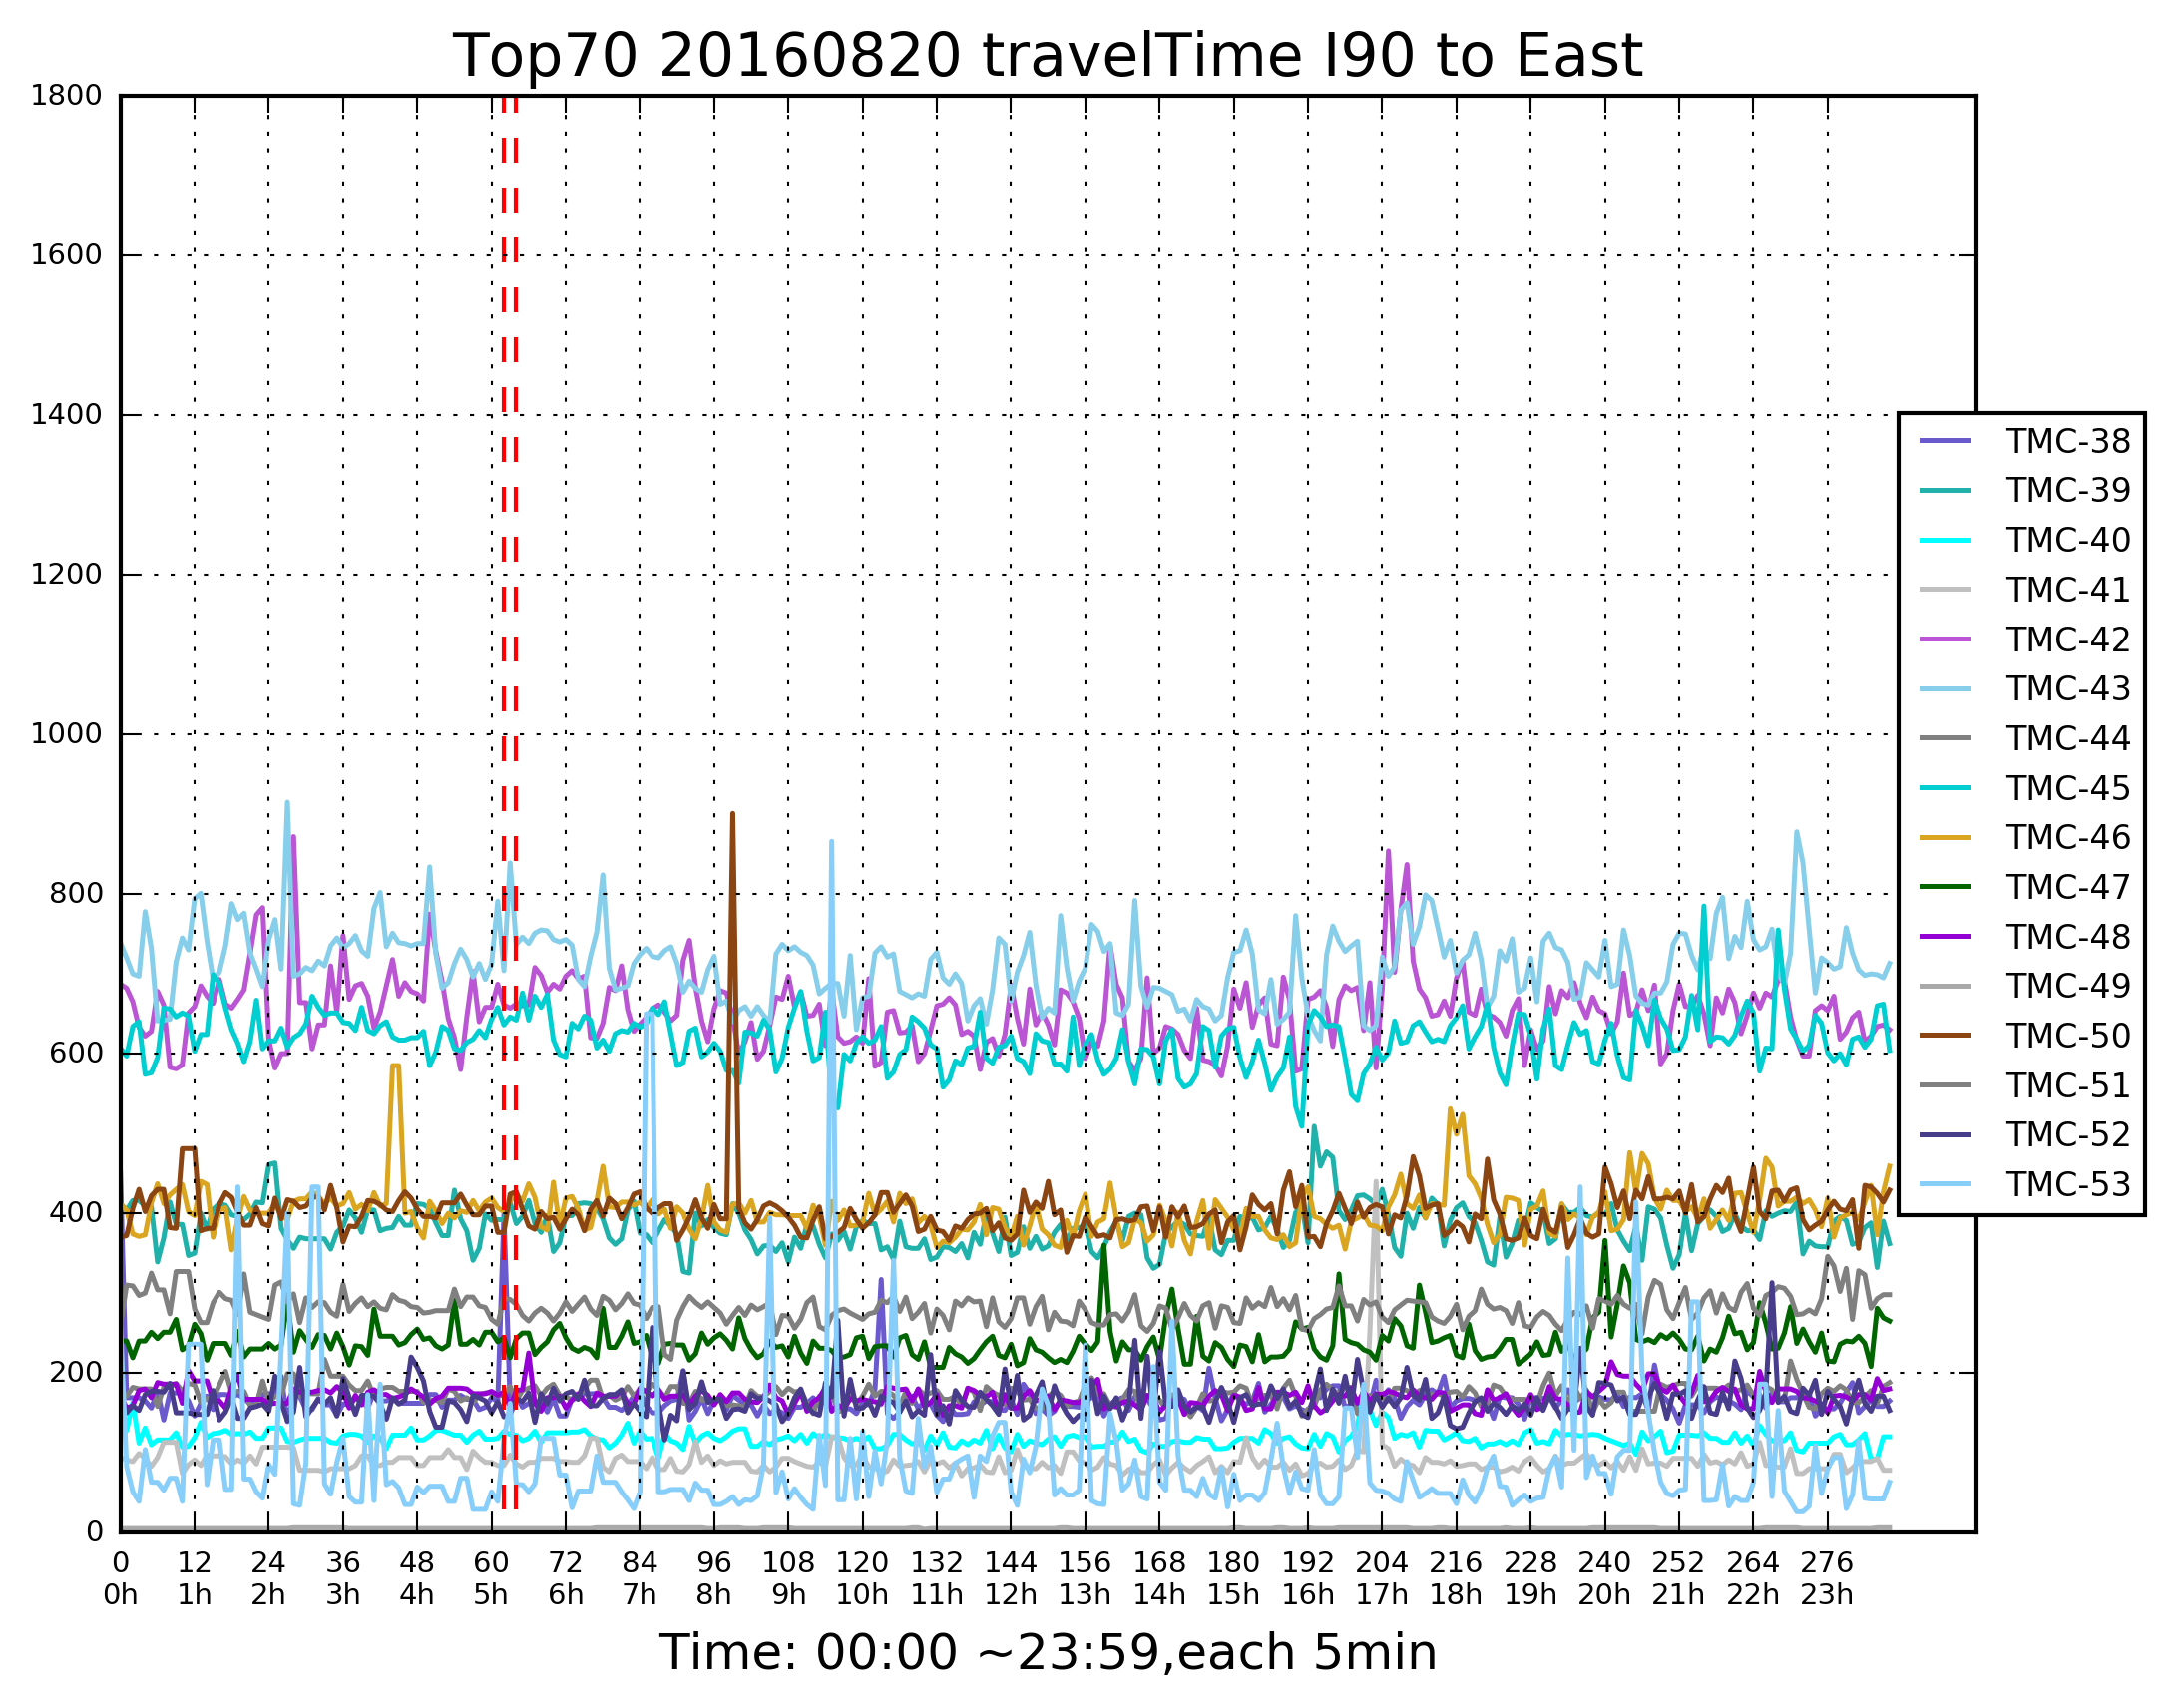 Top70 20160820 travelTime I90 to East
1800
1600
1400
1200
1000
800
600
400
200
0
TMC-38
TMC-39
TMC-40
TMC-41
TMC-42
TMC-43
TMC-44
TMC-45
TMC-46
TMC-47
TMC-48
TMC-49
TMC-50
TMC-51
TMC-52
TMC-53
0 12 24 36 48 60 72 84 96 108 120 132 144 156 168 180 192 204 216 228 240 252 264 276
0h 1h 2h 3h 4h 5h 6h 7h 8h 9h 10h 11h 12h 13h 14h 15h 16h 17h 18h 19h 20h 21h 22h 23h
Time: 00:00 ~23:59,each 5min